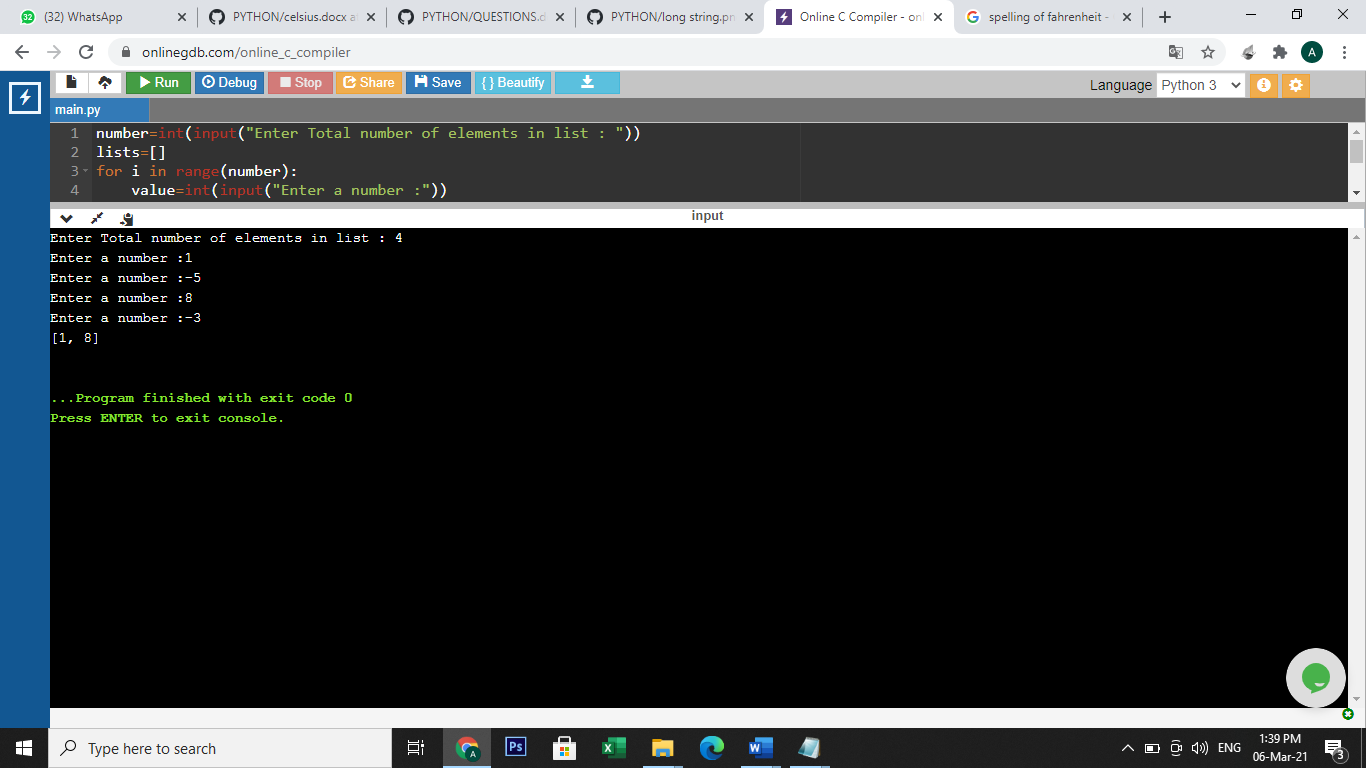 (32) WhatsApp
PYTHON/celsius.docx a
PYTHON/QUESTIONS.d
PYTHON/long string.pn
Online C Compiler - onl
spelling of fahrenheit -
onlinegdb.com/online_c_compiler
A
Run
Debug
Stop
Share
Save
{ } Beautify
Language Python 3
main.py
1 number=int(input("Enter Total number of elements in list : "))
2 lists=[]
3 for i in range(number):
4 value=int(input("Enter a number :"))
input
Enter Total number of elements in list : 4
Enter a number :1
Enter a number :-5
Enter a number :8
Enter a number :-3
[1, 8]
...Program finished with exit code 0
Press ENTER to exit console.
Type here to search
A
Ps
X
W
ENG
1:39 PM
06-Mar-21
3